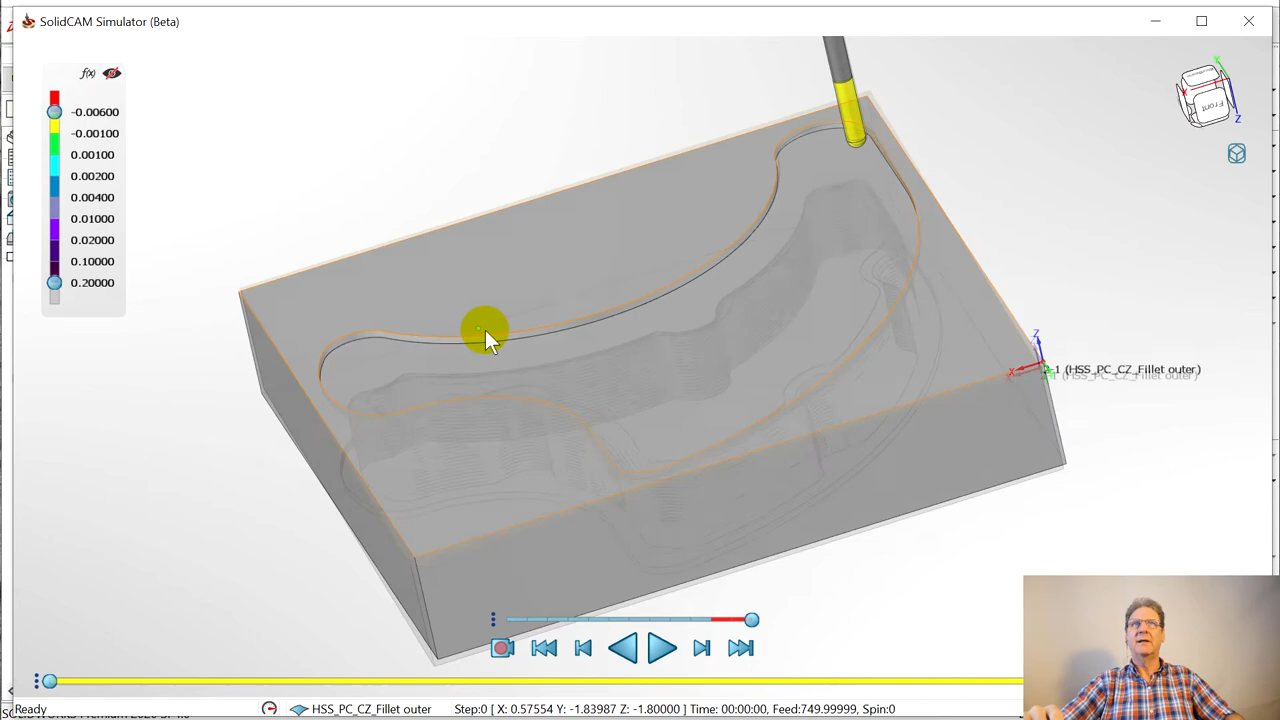 SolidCAM Simulator (Beta)
f(x)
-0.00600
-0.00100
0.00100
0.00200
0.00400
0.01000
0.02000
0.10000
0.20000
Front
X
Z
Z
X
2-1 (HSS_PC_CZ_Fillet outer)
Ready
HSS_PC_CZ_Fillet outer
Step:0 [ X: 0.57554 Y: -1.83987 Z: -1.80000 ] Time: 00:00:00, Feed:749.99999, Spin:0